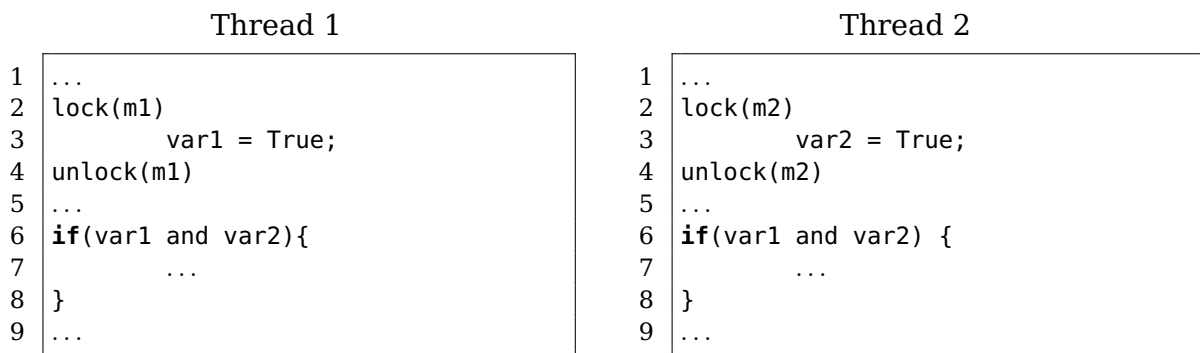 Thread 1
1 ...
2 lock(m1)
3 var1 = True;
4 unlock(m1)
5 ...
6 if(var1 and var2){
7 ...
8 }
9 ...
Thread 2
1 ...
2 lock(m2)
3 var2 = True;
4 unlock(m2)
5 ...
6 if(var1 and var2) {
7 ...
8 }
9 ...